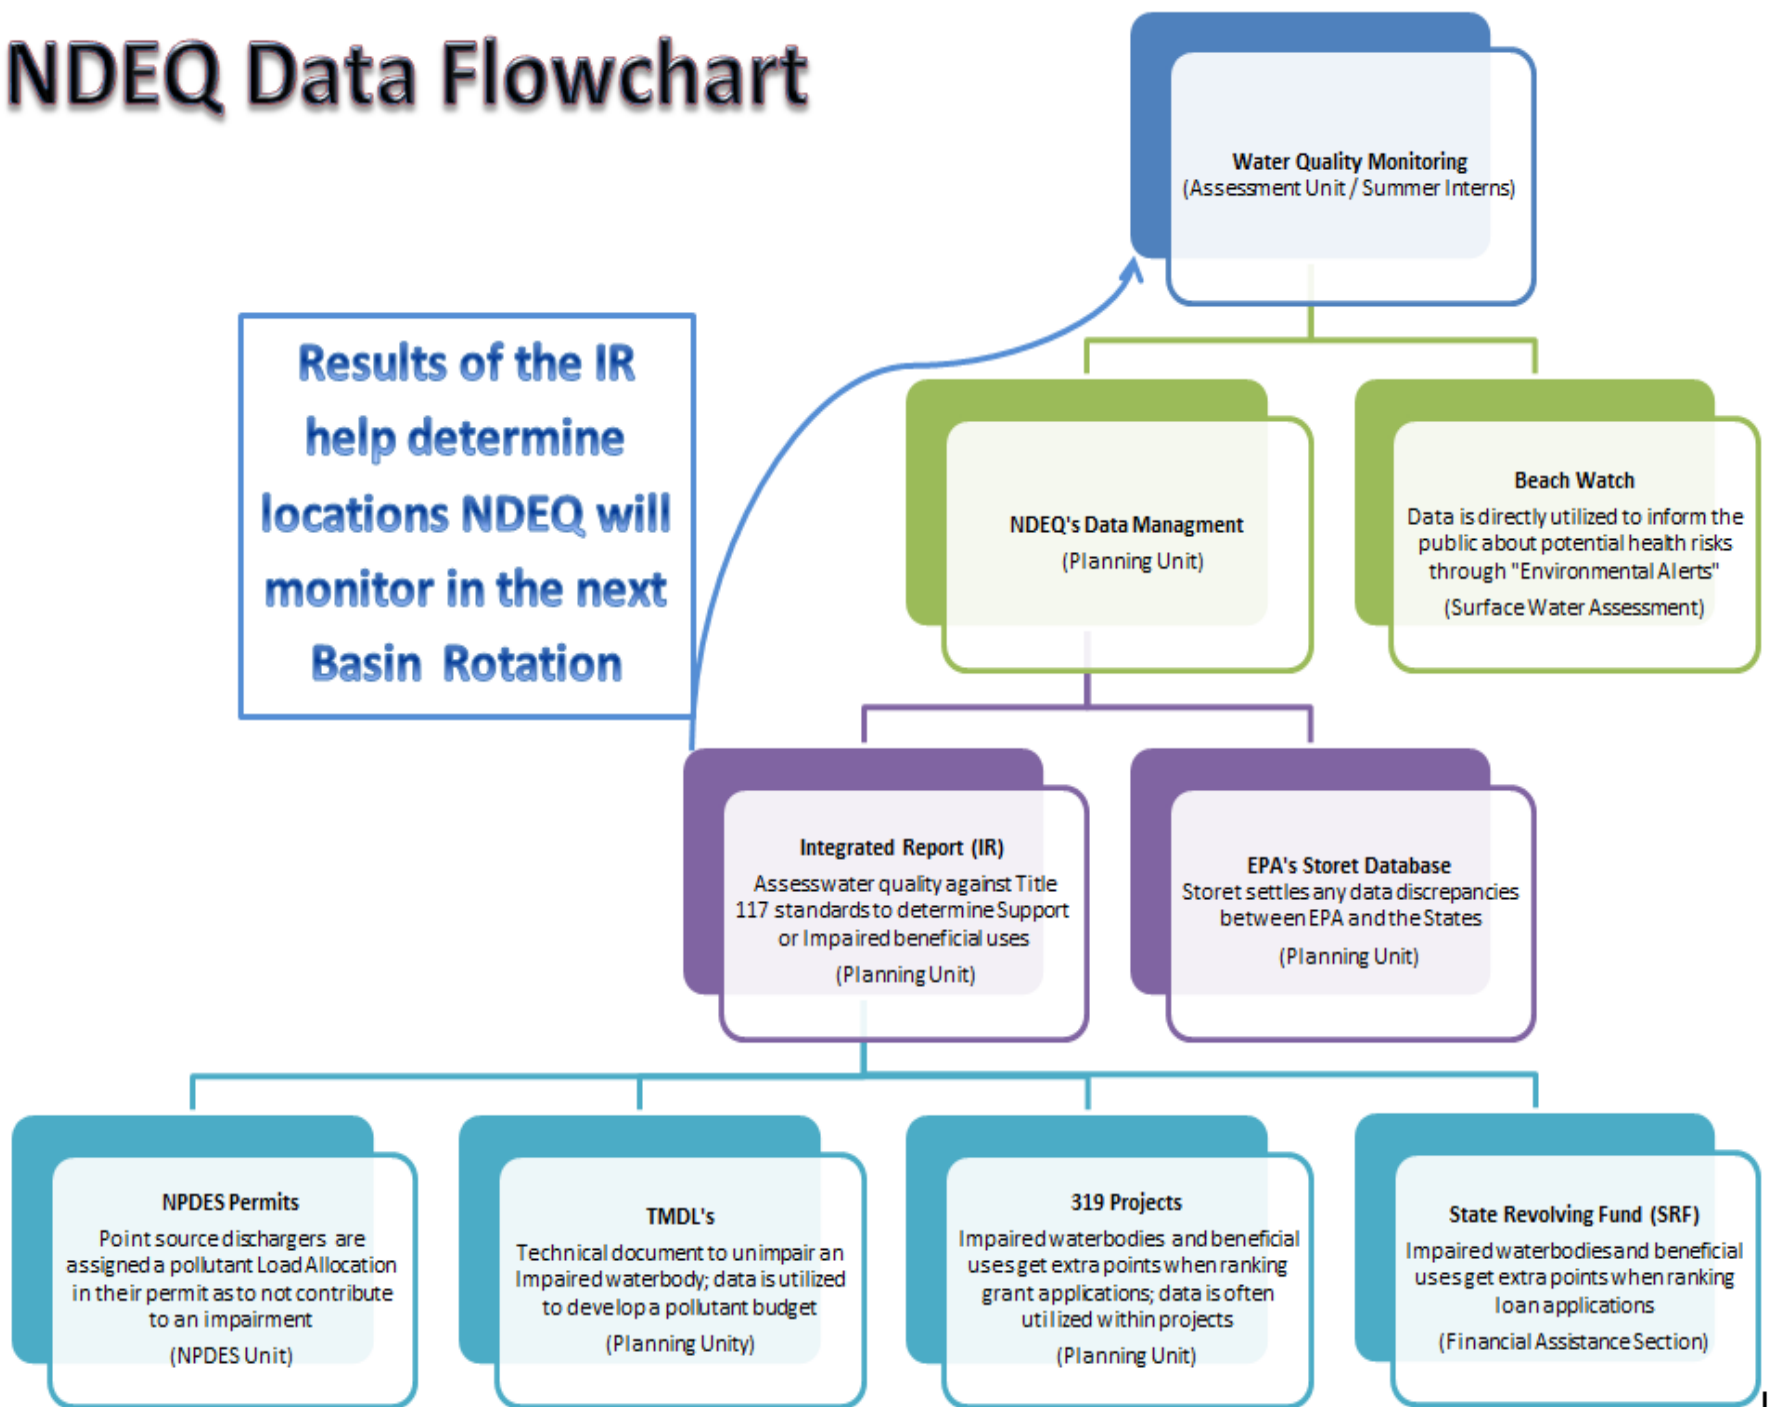 NDEQ Data Flowchart
Water Quality Monitoring
(Assessment Unit / Summer Interns)
Results of the IR
help determine
locations NDEQ will
monitor in the next
Basin Rotation
NDEQ's Data Managment
(Planning Unit)
Beach Watch
Data is directly utilized to inform the
public about potential health risks
through "Environmental Alerts"
(Surface Water Assessment)
Integrated Report (IR)
Assesswater quality against Title
117 standards to determine Support
or Impaired beneficial uses
(Planning Unit)
EPA's Storet Database
Storet settles any data discrepancies
between EPA and the States
(Planning Unit)
NPDES Permits
Point source dischargers are
assigned a pollutant Load Allocation
in their permit as to not contribute
to an impairment
(NPDES Unit)
TMDL's
Technical document to unimpair an
Impaired waterbody; data is utilized
to develop a pollutant budget
(Planning Unity)
319 Projects
Impaired waterbodies and beneficial
uses get extra points when ranking
grant applications; data is often
utilized within projects
(Planning Unit)
State Revolving Fund (SRF)
Impaired waterbodies and beneficial
uses get extra points when ranking
loan applications
(Financial Assistance Section)